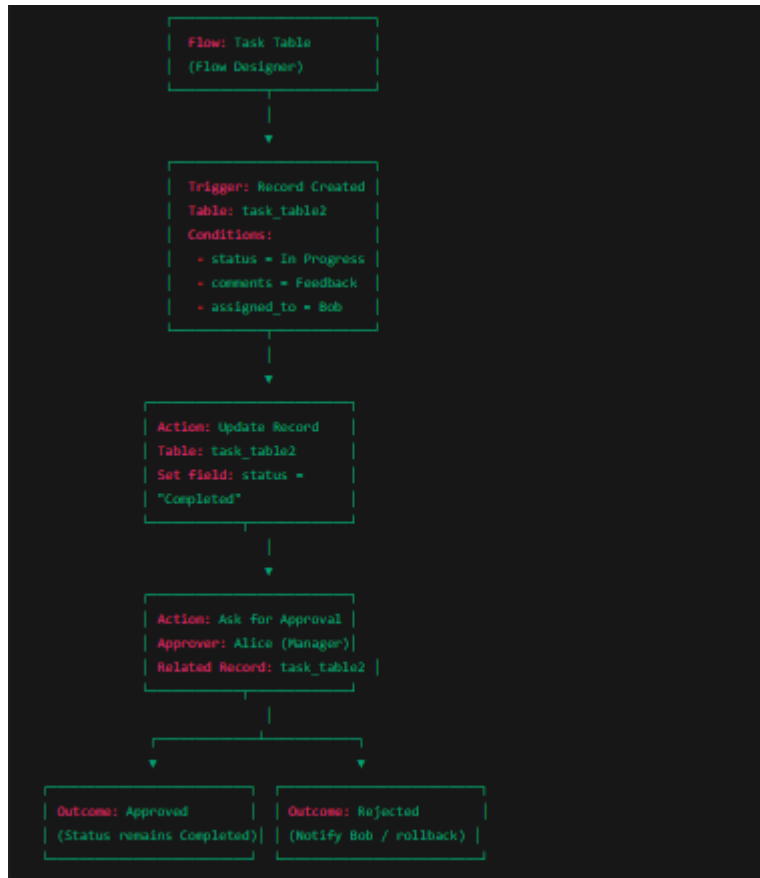 Flow: Task Table
(Flow Designer)
Trigger: Record Created
Table: task_table2
Conditions:
- status = In Progress
- comments = Feedback
- assigned_to = Bob
Action: Update Record
Table: task_table2
Set field: status =
"Completed"
Action: Ask for Approval
Approver: Alice (Manager)
Related Record: task_table2
Outcome: Approved
(Status remains Completed)
Outcome: Rejected
(Notify Bob / rollback)